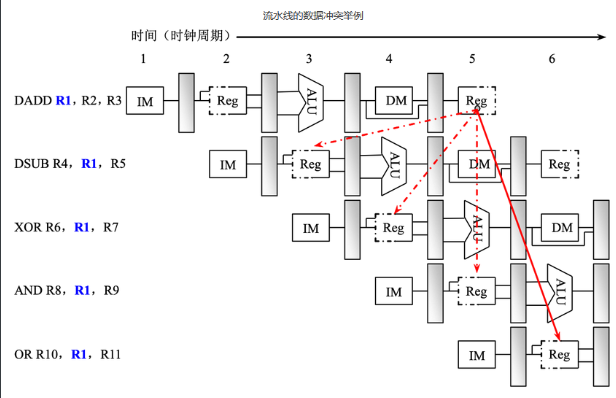 流水线的数据冲突举例
时间（时钟周期）
1 2 3 4 5 6
DADD R1，R2，R3 IM Reg ALU DM Reg
DSUB R4，R1，R5 IM Reg ALU DM Reg
XOR R6，R1，R7 IM Reg ALU DM
AND R8，R1，R9 IM Reg ALU
OR R10，R1，R11 IM Reg